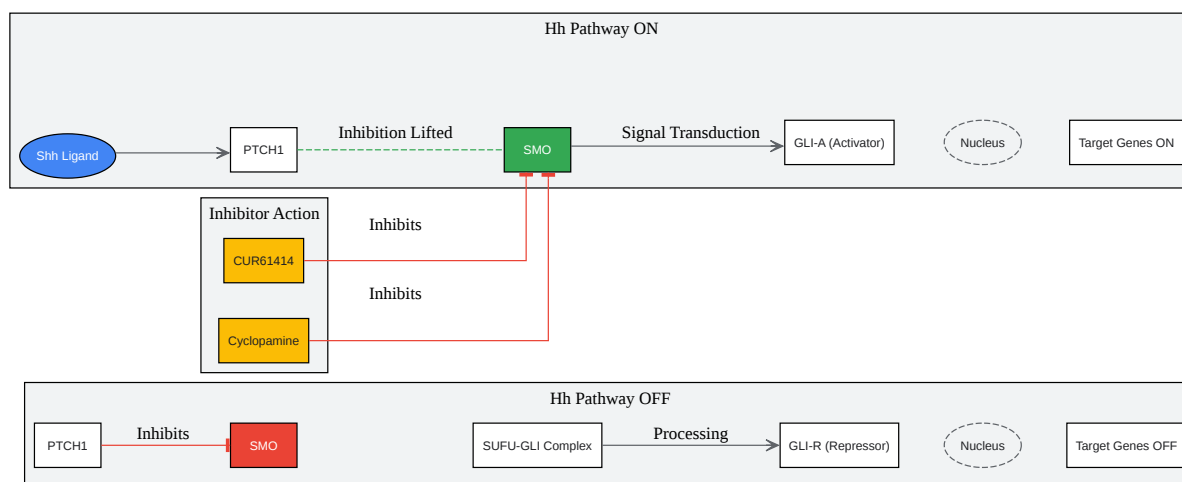 Hh Pathway ON
Shh Ligand
PTCH1
Inhibition Lifted
SMO
Signal Transduction
GLI-A (Activator)
Nucleus
Target Genes ON
Inhibitor Action
Inhibits
CUR61414
Inhibits
Cyclopamine
Hh Pathway OFF
PTCH1
Inhibits
SMO
SUFU-GLI Complex
Processing
GLI-R (Repressor)
Nucleus
Target Genes OFF